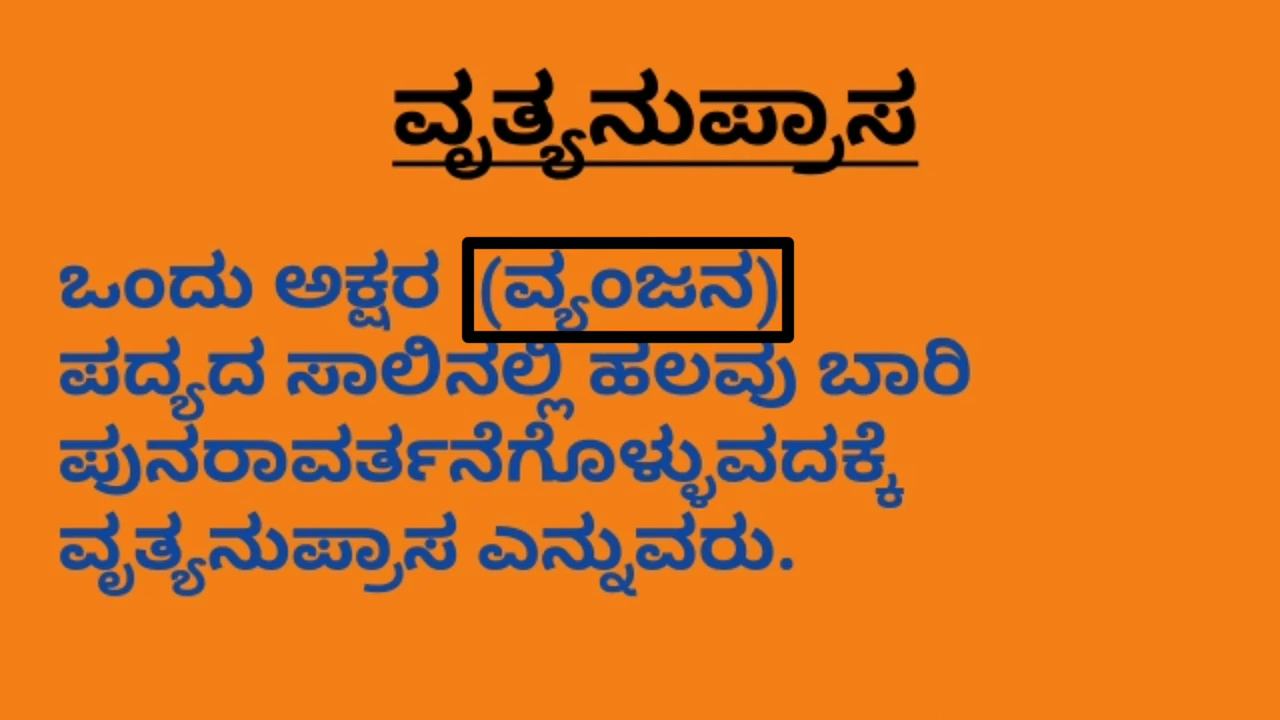 ವೃತ್ಯನುಪ್ರಾಸ
ಒಂದು ಅಕ್ಷರ (ವ್ಯಂಜನ)
ಪದ್ಯದ ಸಾಲಿನಲ್ಲಿ ಹಲವು ಬಾರಿ
ಪುನರಾವರ್ತನೆಗೊಳ್ಳುವದಕ್ಕೆ
ವೃತ್ಯನುಪ್ರಾಸ ಎನ್ನುವರು.